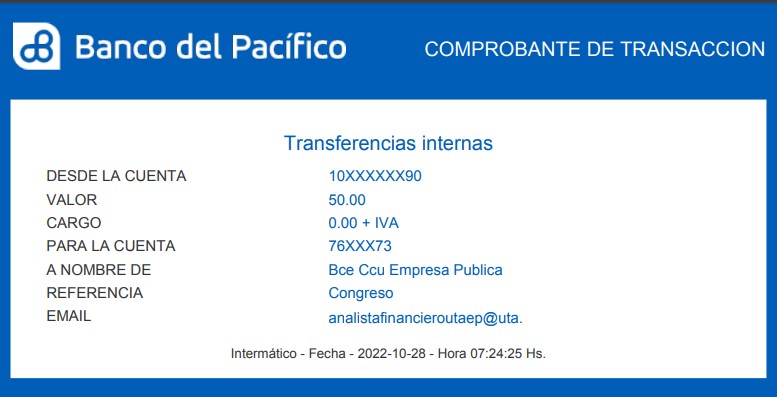 Banco del Pacífico
COMPROBANTE DE TRANSACCION
Transferencias internas
DESDE LA CUENTA 10XXXXXX90
VALOR 50.00
CARGO 0.00 + IVA
PARA LA CUENTA 76XXX73
A NOMBRE DE Bce Ccu Empresa Publica
REFERENCIA Congreso
EMAIL analistafinancieroutaep@uta.
Intermático - Fecha - 2022-10-28 - Hora 07:24:25 Hs.